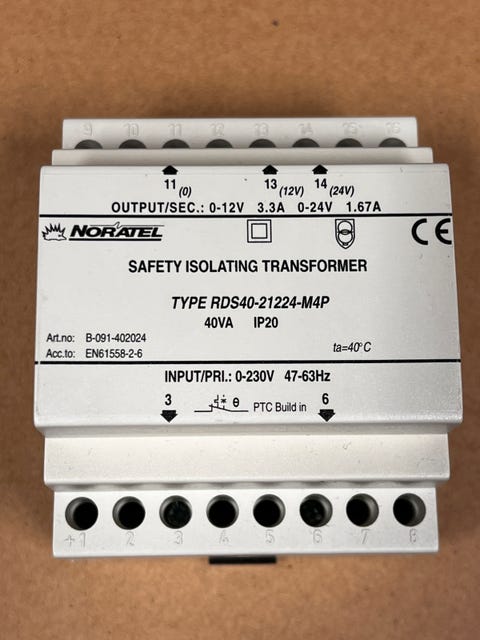 9 10 11 12 13 14 15 16
11 (0) 13 (12V) 14 (24V)
OUTPUT/SEC.: 0-12V 3.3A 0-24V 1.67A
NORATEL CE
SAFETY ISOLATING TRANSFORMER
TYPE RDS40-21224-M4P
40VA IP20
Art.no: B-091-402024
Acc.to: EN61558-2-6 ta=40°C
INPUT/PRI.: 0-230V 47-63Hz
3 θ PTC Build in 6
+1 2 3 4 5 6 7 8